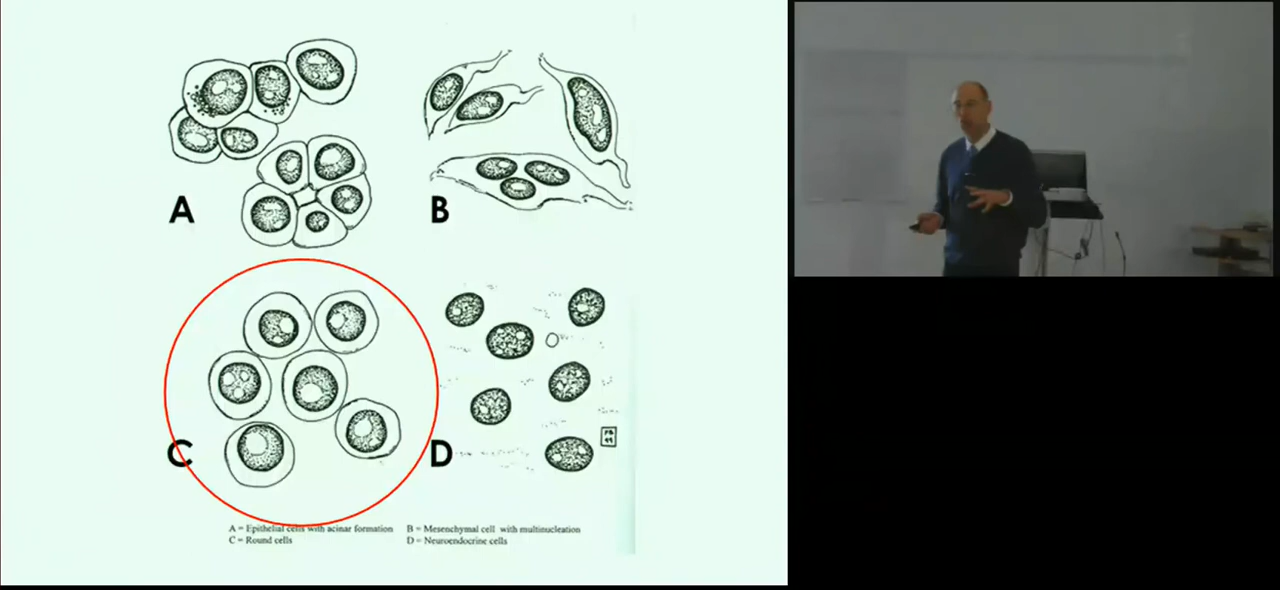 A
B
C
D
A = Epithelial cells with acinar formation
B = Mesenchymal cell with multinucleation
C = Round cells
D = Neuroendocrine cells